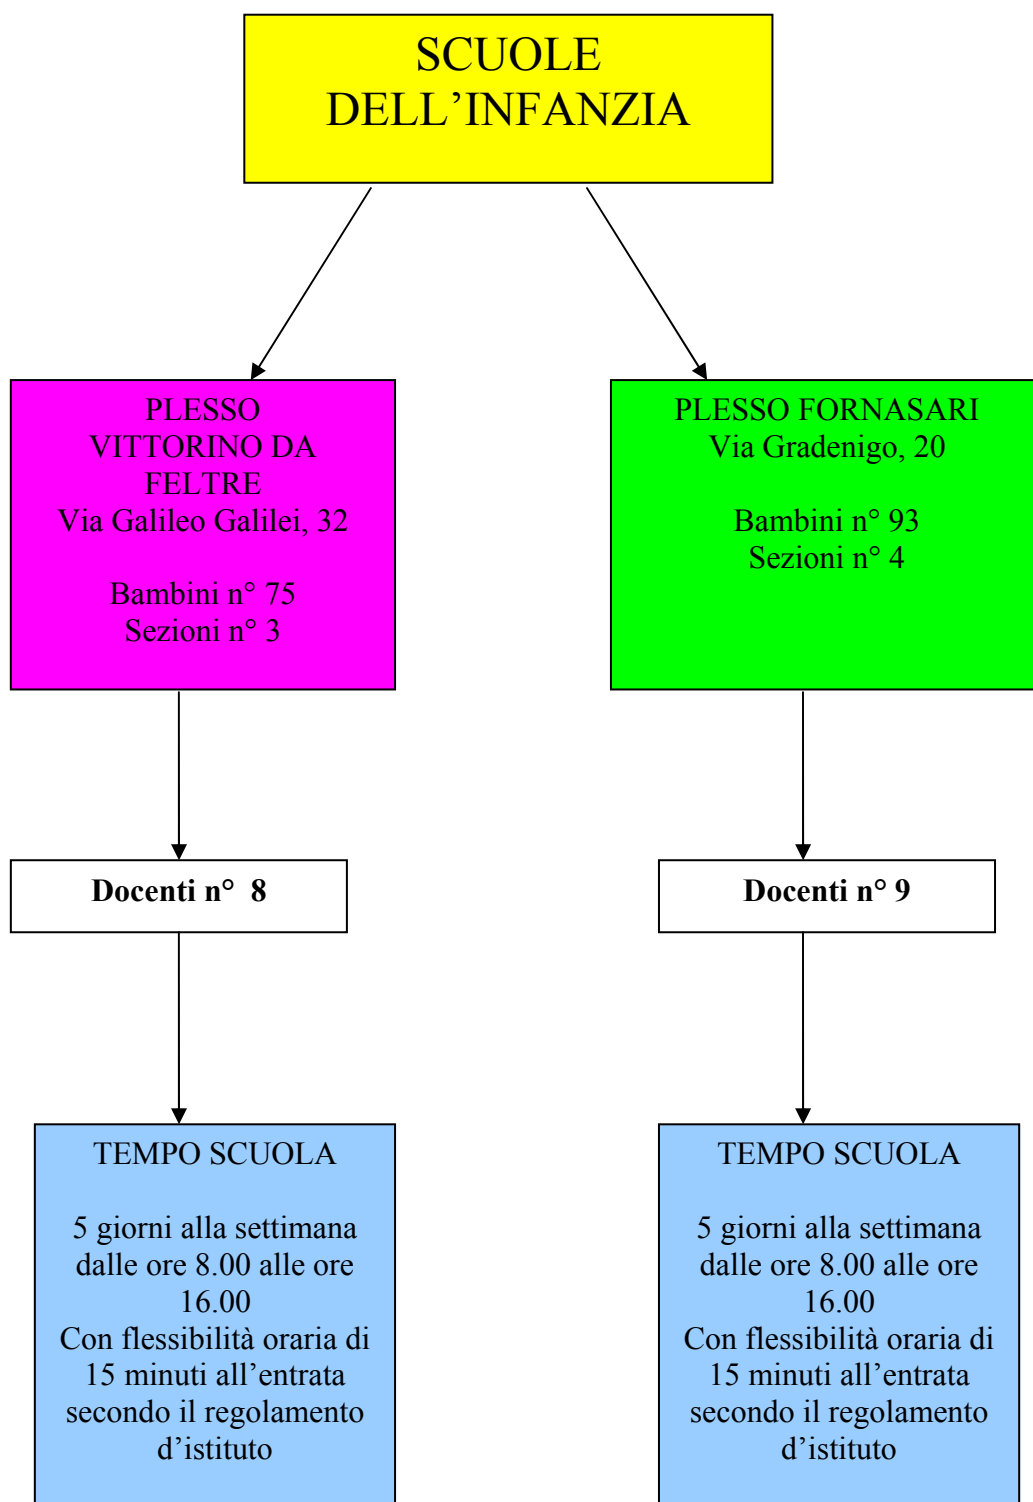 SCUOLE
DELL’INFANZIA
PLESSO
VITTORINO DA
FELTRE
Via Galileo Galilei, 32
Bambini n° 75
Sezioni n° 3
PLESSO FORNASARI
Via Gradenigo, 20
Bambini n° 93
Sezioni n° 4
Docenti n°  8
Docenti n° 9
TEMPO SCUOLA
5 giorni alla settimana
dalle ore 8.00 alle ore
16.00
Con flessibilità oraria di
15 minuti all’entrata
secondo il regolamento
d’istituto
TEMPO SCUOLA
5 giorni alla settimana
dalle ore 8.00 alle ore
16.00
Con flessibilità oraria di
15 minuti all’entrata
secondo il regolamento
d’istituto